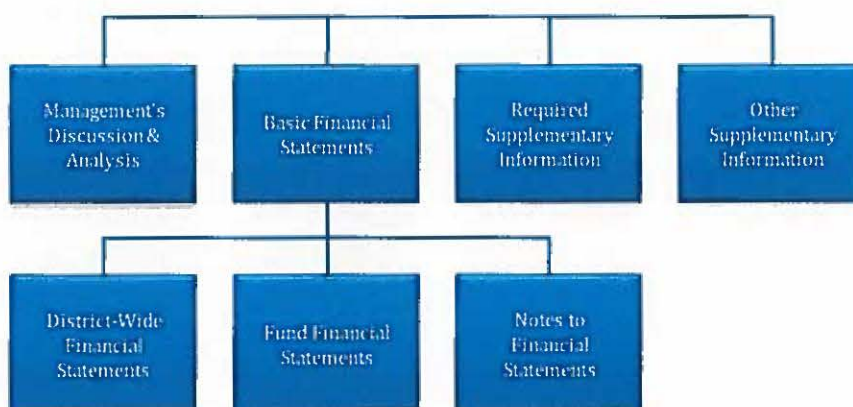 Management's
Discussion &
Analysis
Basic Financial
Statements
Required
Supplementary
Information
Other
Supplementary
Information
District-Wide
Financial
Statements
Fund Financial
Statements
Notes to
Financial
Statements